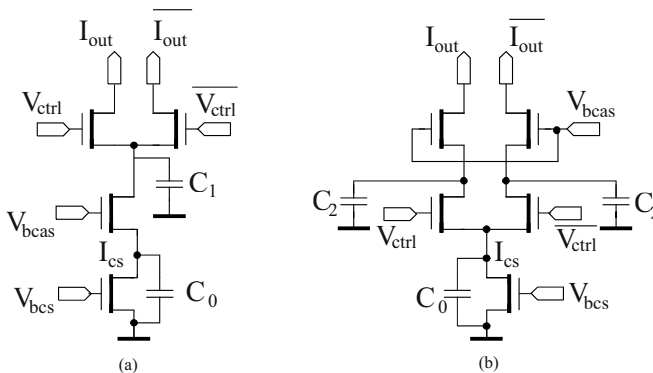 I_out
\overline{I_out}
V_ctrl
\overline{V_ctrl}
C_1
V_bcas
I_cs
V_bcs
C_0
(a)
I_out
\overline{I_out}
V_bcas
C_2
V_ctrl
\overline{V_ctrl}
I_cs
C_0
V_bcs
(b)